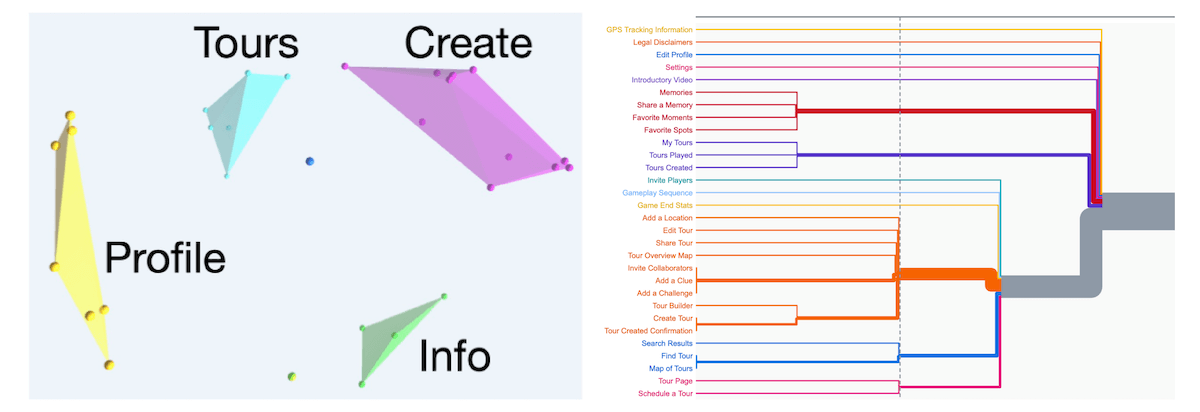 Tours
Create
Profile
Info
GPS Tracking Information
Legal Disclaimers
Edit Profile
Settings
Introductory Video
Memories
Share a Memory
Favorite Moments
Favorite Spots
My Tours
Tours Played
Tours Created
Invite Players
Gameplay Sequence
Game End Stats
Add a Location
Edit Tour
Share Tour
Tour Overview Map
Invite Collaborators
Add a Clue
Add a Challenge
Tour Builder
Create Tour
Tour Created Confirmation
Search Results
Find Tour
Map of Tours
Tour Page
Schedule a Tour